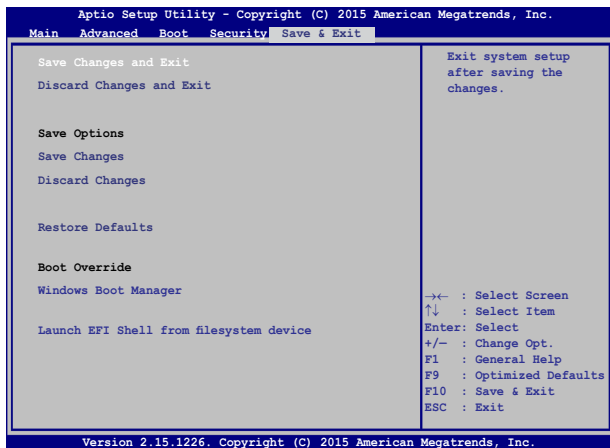 Aptio Setup Utility - Copyright (C) 2015 American Megatrends, Inc.
Main Advanced Boot Security Save & Exit
Save Changes and Exit
Discard Changes and Exit
Save Options
Save Changes
Discard Changes
Restore Defaults
Boot Override
Windows Boot Manager
Launch EFI Shell from filesystem device
Exit system setup
after saving the
changes.
→← : Select Screen
↑↓ : Select Item
Enter: Select
+/— : Change Opt.
F1 : General Help
F9 : Optimized Defaults
F10 : Save & Exit
ESC : Exit
Version 2.15.1226. Copyright (C) 2015 American Megatrends, Inc.